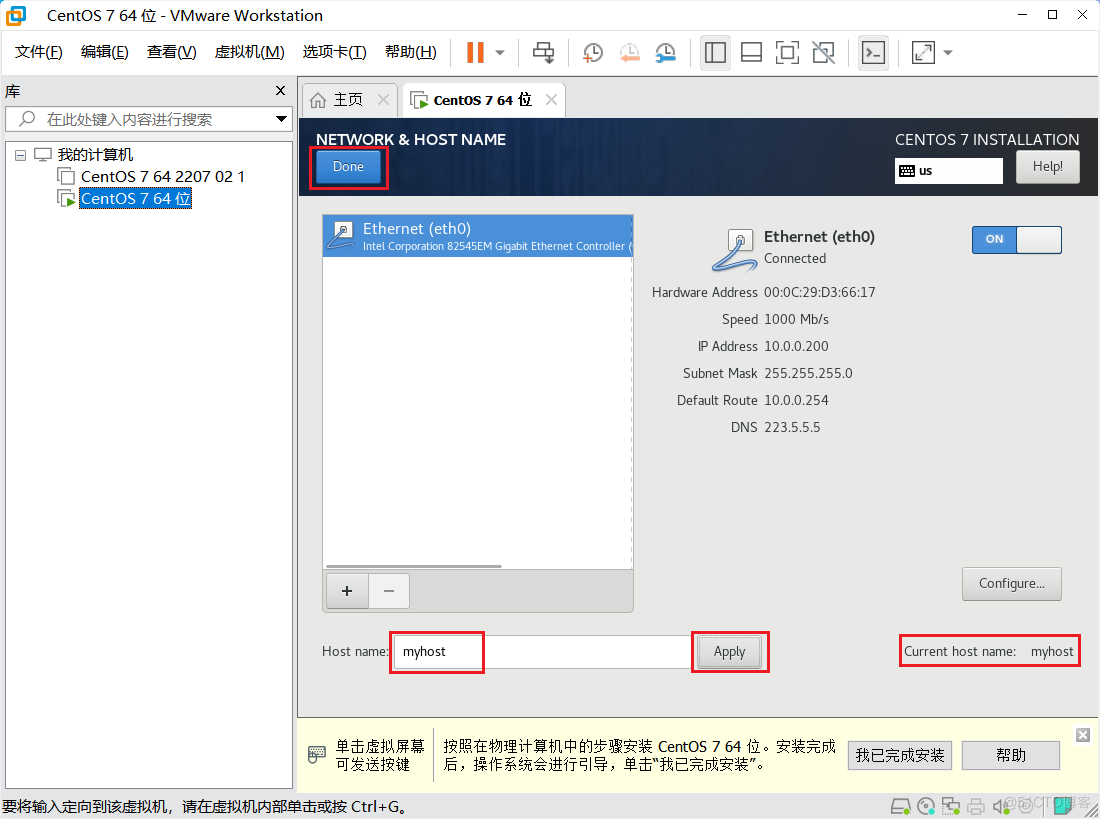 CentOS 7 64 位 - VMware Workstation
文件(F) 编辑(E) 查看(V) 虚拟机(M) 选项卡(T) 帮助(H)
库
在此处键入内容进行搜索
我的计算机
CentOS 7 64 2207 02 1
CentOS 7 64 位
主页
CentOS 7 64 位
NETWORK & HOST NAME
Done
CENTOS 7 INSTALLATION
us
Help!
Ethernet (eth0)
Intel Corporation 82545EM Gigabit Ethernet Controller (
Ethernet (eth0)
Connected
ON
Hardware Address 00:0C:29:D3:66:17
Speed 1000 Mb/s
IP Address 10.0.0.200
Subnet Mask 255.255.255.0
Default Route 10.0.0.254
DNS 223.5.5.5
+ −
Configure...
Host name: myhost Apply Current host name: myhost
单击虚拟屏幕
可发送按键
按照在物理计算机中的步骤安装 CentOS 7 64 位。安装完成
后，操作系统会进行引导，单击“我已完成安装”。
我已完成安装
帮助
要将输入定向到该虚拟机，请在虚拟机内部单击或按 Ctrl+G。
@51CTO博客